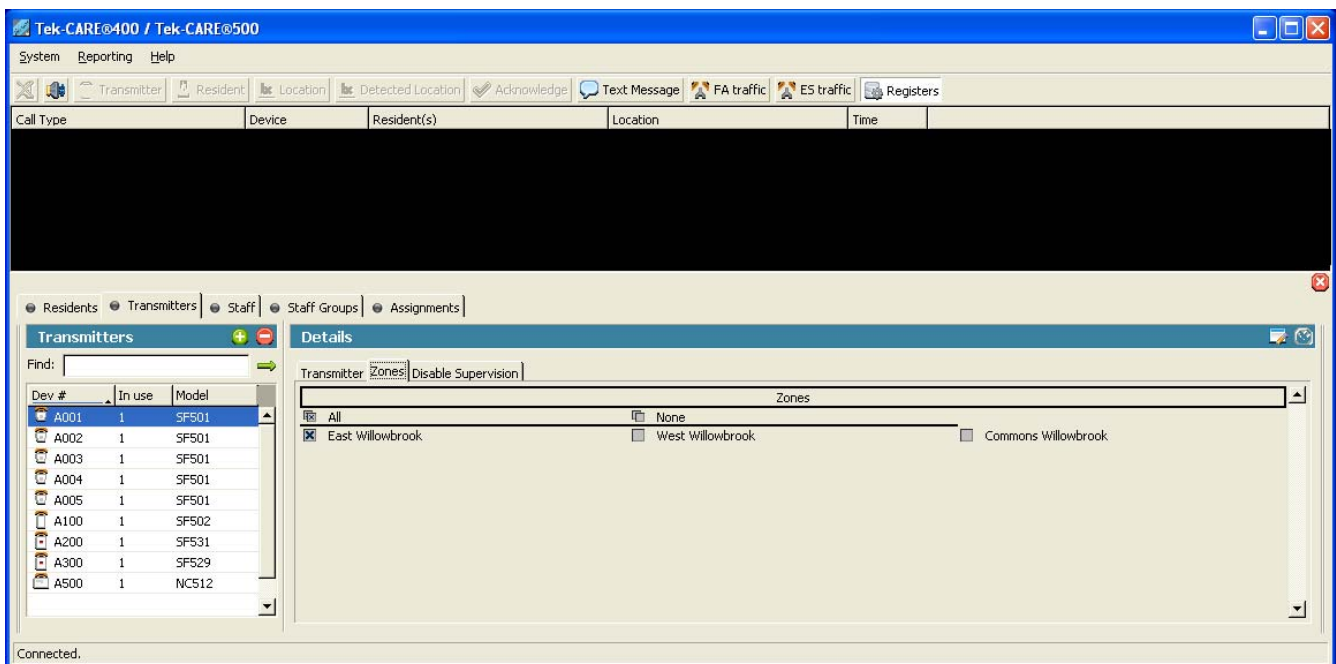 Tek-CARE®400 / Tek-CARE®500
System Reporting Help
Transmitter Resident loc Location loc Detected Location Acknowledge Text Message FA traffic ES traffic Registers
Call Type Device Resident(s) Location Time
Residents Transmitters Staff Staff Groups Assignments
Transmitters Details
Find:
Transmitter Zones Disable Supervision
Dev # In use Model
Zones
A001 1 SF501
All None
A002 1 SF501
East Willowbrook West Willowbrook Commons Willowbrook
A003 1 SF501
A004 1 SF501
A005 1 SF501
A100 1 SF502
A200 1 SF531
A300 1 SF529
A500 1 NC512
Connected.